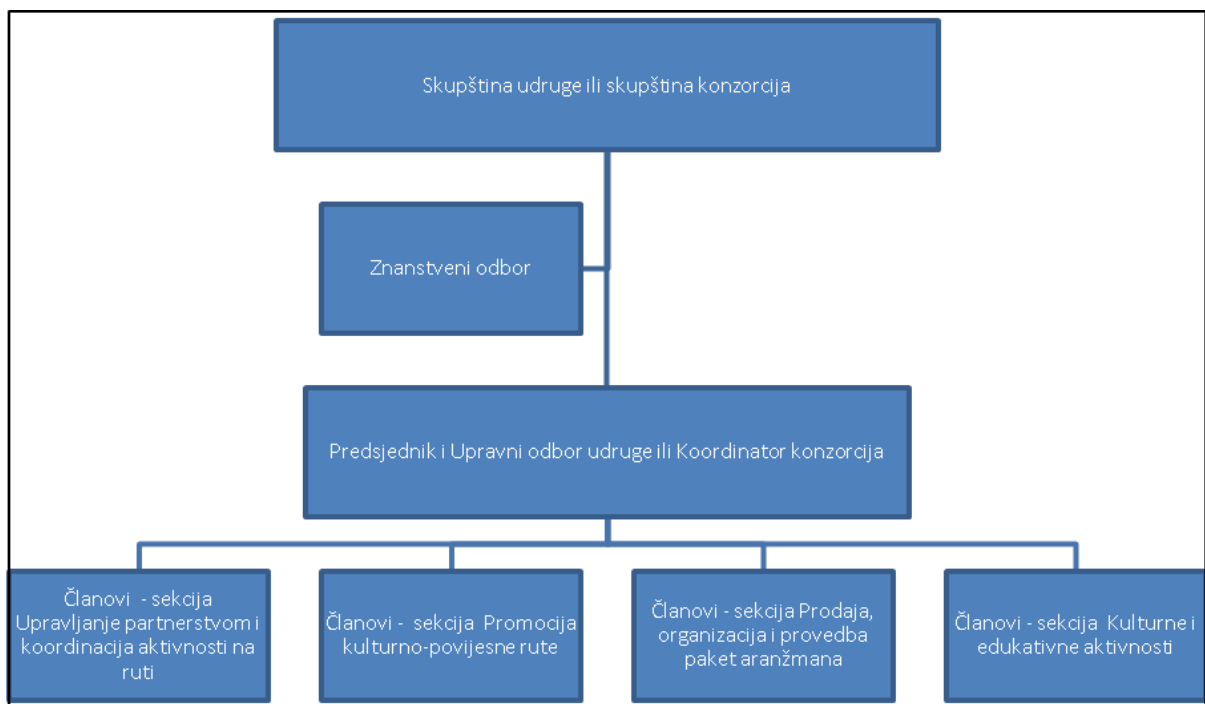 Skupština udruge ili skupština konzorcija
Znanstveni odbor
Predsjednik i Upravni odbor udruge ili Koordinator konzorcija
Članovi - sekcija
Upravljanje partnerstvom i
koordinacija aktivnosti na
ruti
Članovi - sekcija Promocija
kulturno-povijesne rute
Članovi - sekcija Prodaja,
organizacija i provedba
paket aranžmana
Članovi - sekcija Kulturne i
edukativne aktivnosti